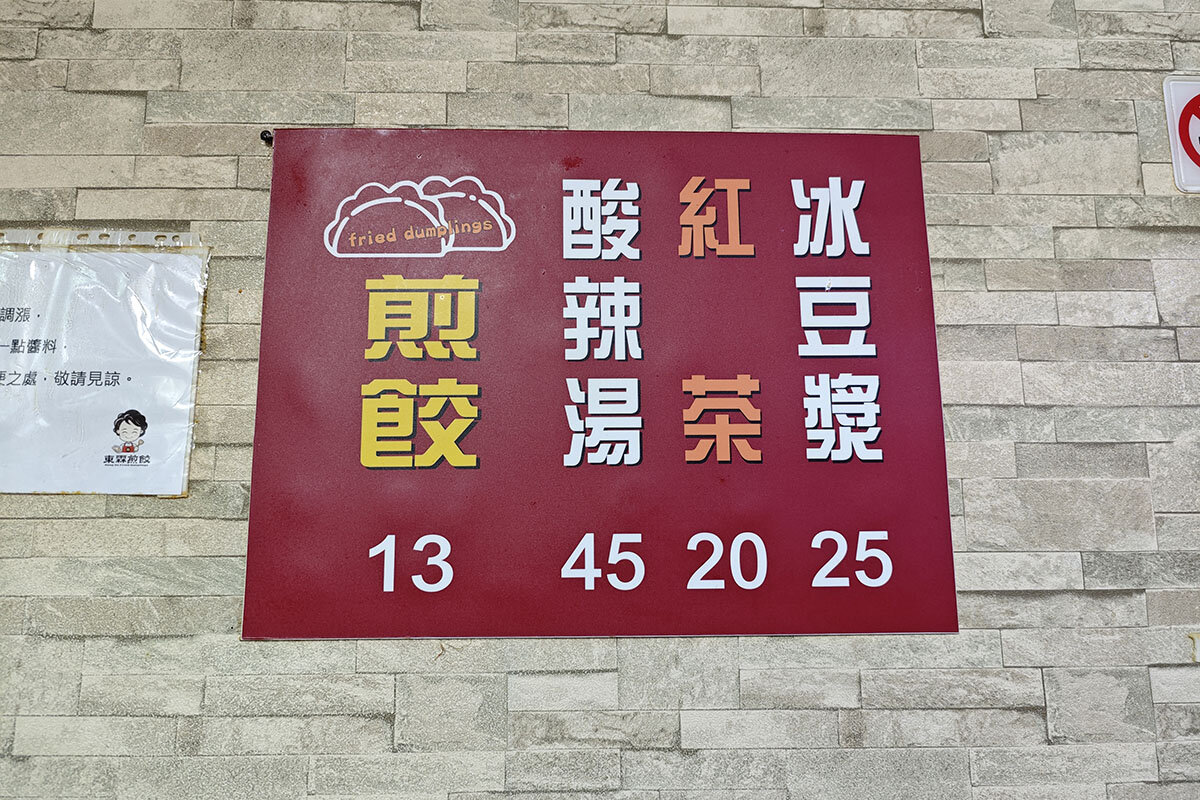 調漲，
一點醬料，
之處，敬請見諒。
東霖煎餃
fried dumplings
煎餃
13
酸辣湯
45
紅茶
20
冰豆漿
25